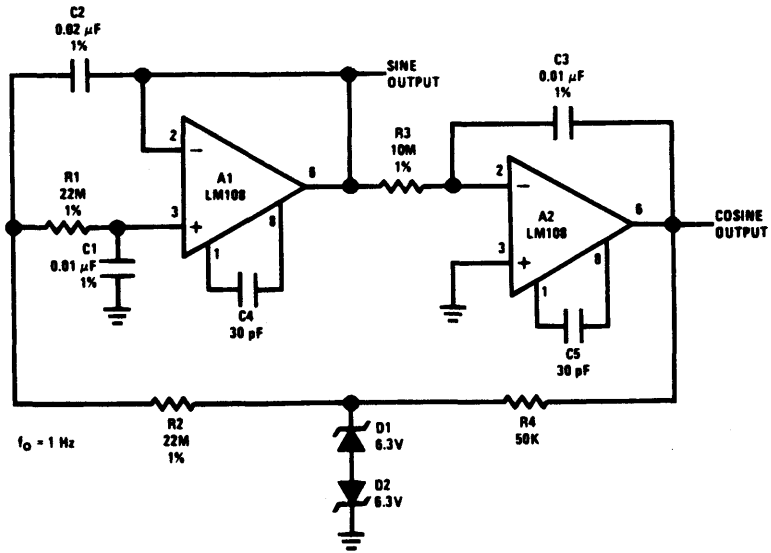 C2
0.02 µF
1%
SINE
OUTPUT
C3
0.01 µF
1%
R3
10M
1%
2
−
A1
LM108
6
R1
22M
1%
3
+
8
1
C1
0.01 µF
1%
C4
30 pF
2
−
A2
LM108
6
COSINE
OUTPUT
3
+
8
1
C5
30 pF
R2
22M
1%
D1
6.3V
R4
50K
D2
6.3V
fo = 1 Hz